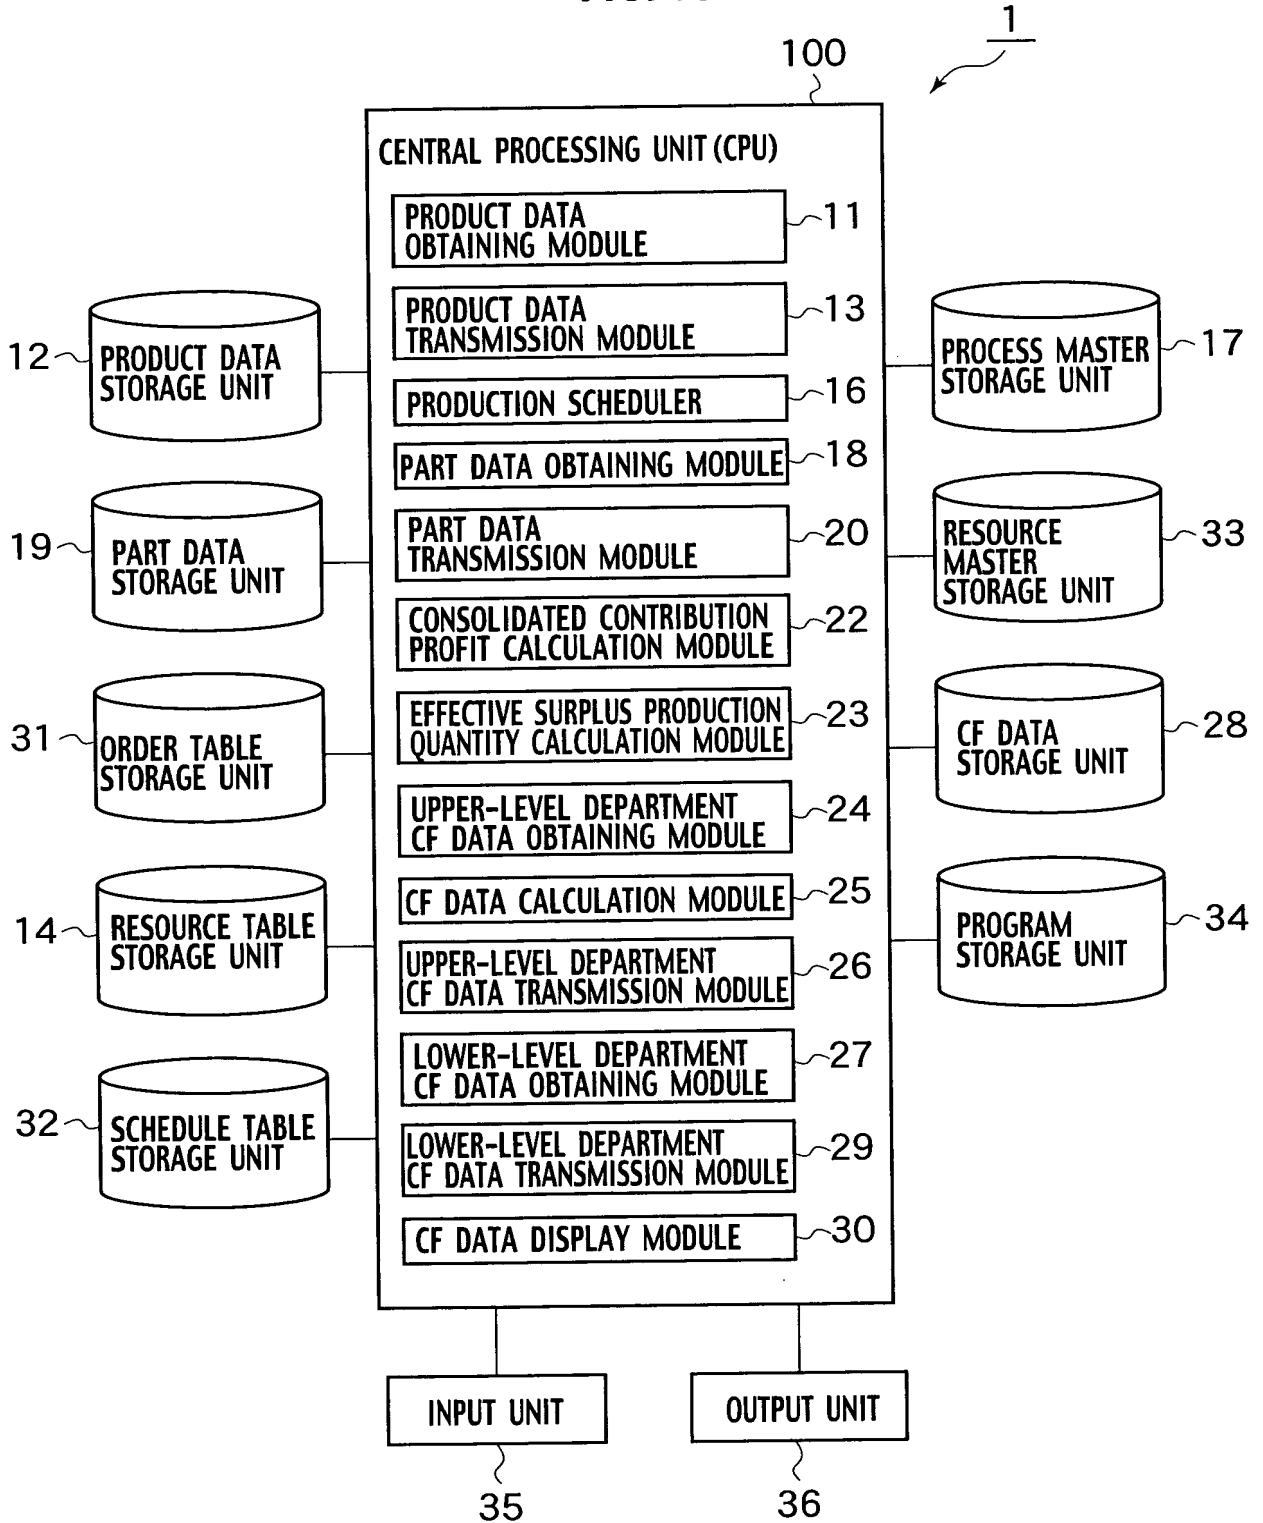 1
100
CENTRAL PROCESSING UNIT (CPU)
PRODUCT DATA
OBTAINING MODULE
11
PRODUCT DATA
TRANSMISSION MODULE
13
PRODUCTION SCHEDULER
16
PART DATA OBTAINING MODULE
18
PART DATA
TRANSMISSION MODULE
20
CONSOLIDATED CONTRIBUTION
PROFIT CALCULATION MODULE
22
EFFECTIVE SURPLUS PRODUCTION
QUANTITY CALCULATION MODULE
23
UPPER-LEVEL DEPARTMENT
CF DATA OBTAINING MODULE
24
CF DATA CALCULATION MODULE
25
UPPER-LEVEL DEPARTMENT
CF DATA TRANSMISSION MODULE
26
LOWER-LEVEL DEPARTMENT
CF DATA OBTAINING MODULE
27
LOWER-LEVEL DEPARTMENT
CF DATA TRANSMISSION MODULE
29
CF DATA DISPLAY MODULE
30
12
PRODUCT DATA
STORAGE UNIT
19
PART DATA
STORAGE UNIT
31
ORDER TABLE
STORAGE UNIT
14
RESOURCE TABLE
STORAGE UNIT
32
SCHEDULE TABLE
STORAGE UNIT
PROCESS MASTER
STORAGE UNIT
17
RESOURCE
MASTER
STORAGE UNIT
33
CF DATA
STORAGE UNIT
28
PROGRAM
STORAGE UNIT
34
INPUT UNIT
35
OUTPUT UNIT
36